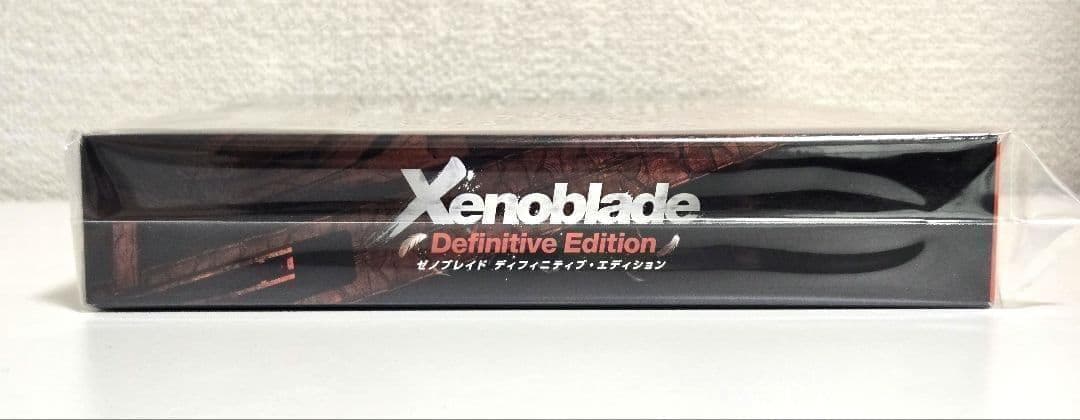 Xenoblade
Definitive Edition
ゼノブレイド ディフィニティブ・エディション